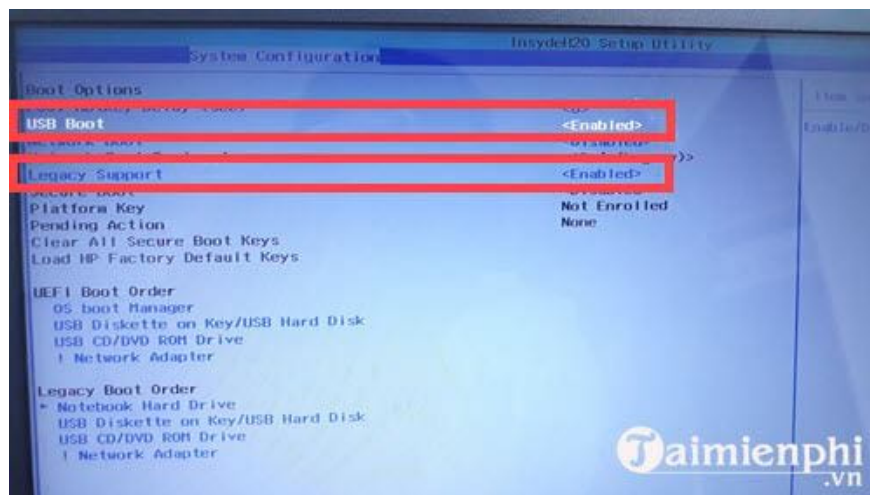 InsydeH20 Setup Utility
System Configuration
Boot Options
USB Boot <Enabled>
Legacy Support <Enabled>
Platform Key Not Enrolled
Pending Action None
Clear All Secure Boot Keys
Load HP Factory Default Keys
UEFI Boot Order
OS boot Manager
USB Diskette on Key/USB Hard Disk
USB CD/DVD ROM Drive
! Network Adapter
Legacy Boot Order
Notebook Hard Drive
USB Diskette on Key/USB Hard Disk
USB CD/DVD ROM Drive
! Network Adapter
Item
Enable/D
Taimienphi
.vn